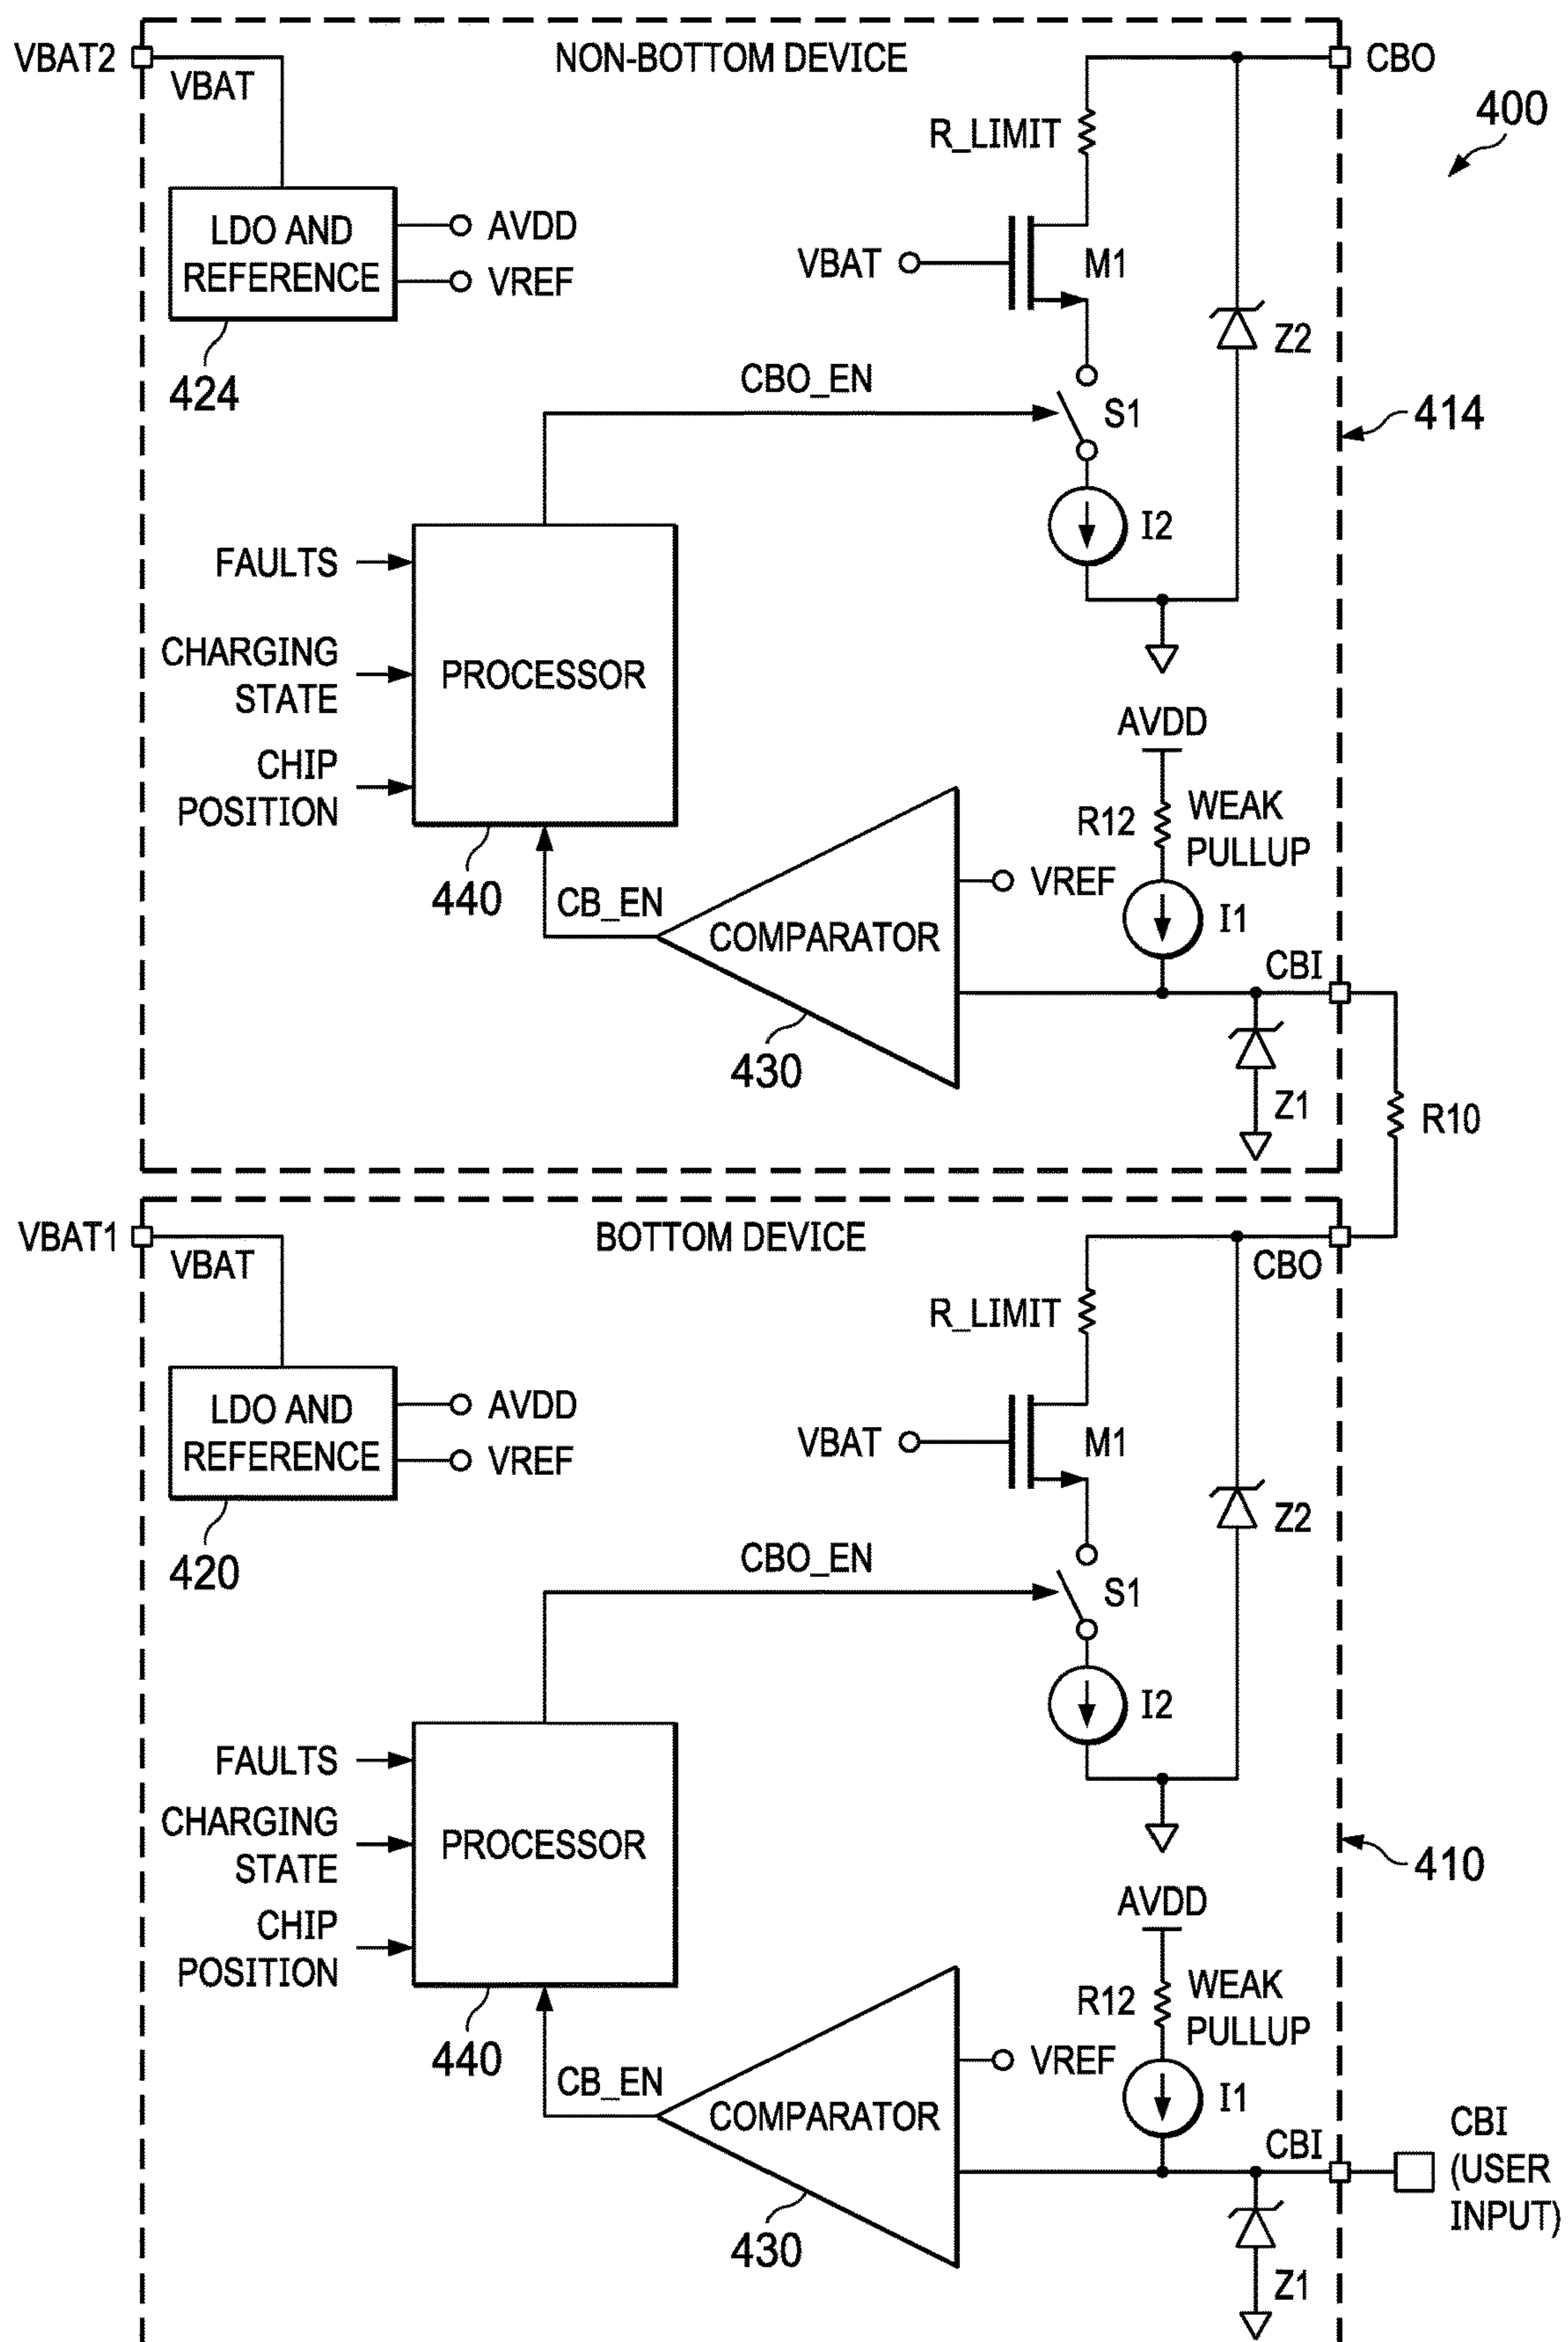 VBAT2
NON-BOTTOM DEVICE
CBO
VBAT
400
R_LIMIT
LDO AND
REFERENCE
AVDD
VREF
VBAT
M1
Z2
424
CBO_EN
S1
414
I2
FAULTS
CHARGING
STATE
PROCESSOR
CHIP
POSITION
AVDD
R12
WEAK
PULLUP
440
CB_EN
VREF
COMPARATOR
I1
CBI
430
Z1
R10
VBAT1
BOTTOM DEVICE
VBAT
CBO
R_LIMIT
LDO AND
REFERENCE
AVDD
VREF
VBAT
M1
Z2
420
CBO_EN
S1
I2
FAULTS
CHARGING
STATE
PROCESSOR
410
CHIP
POSITION
AVDD
R12
WEAK
PULLUP
440
CB_EN
VREF
COMPARATOR
I1
CBI
CBI
(USER
INPUT)
430
Z1